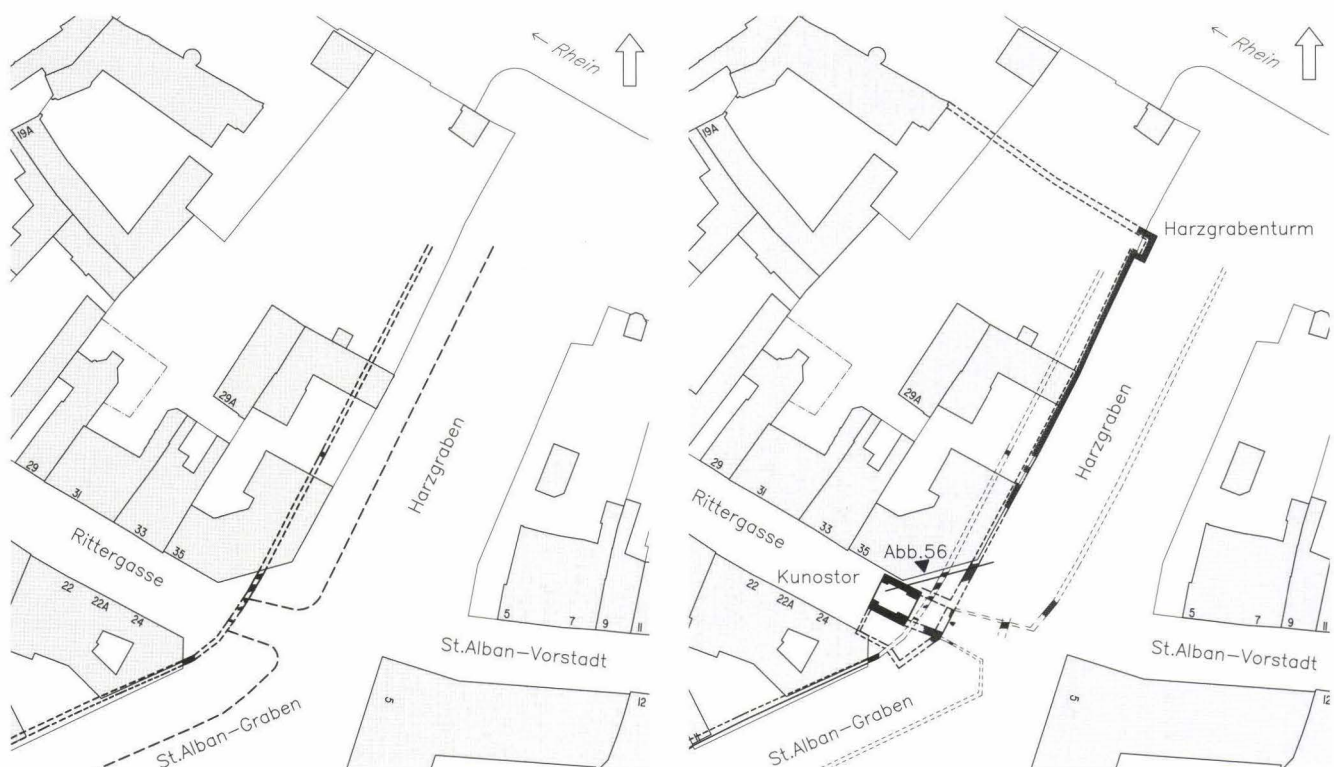 ← Rhein
19A
29A
29
31
33
35
Harzgraben
Rittergasse
22
22A
24
5
7
9
11
St.Alban–Vorstadt
5
12
St.Alban–Graben
← Rhein
19A
Harzgrabenturm
29A
29
31
33
35
Harzgraben
Rittergasse
Abb.56
Kunostor
22
22A
24
5
7
9
11
St.Alban–Vorstadt
5
12
St.Alban–Graben